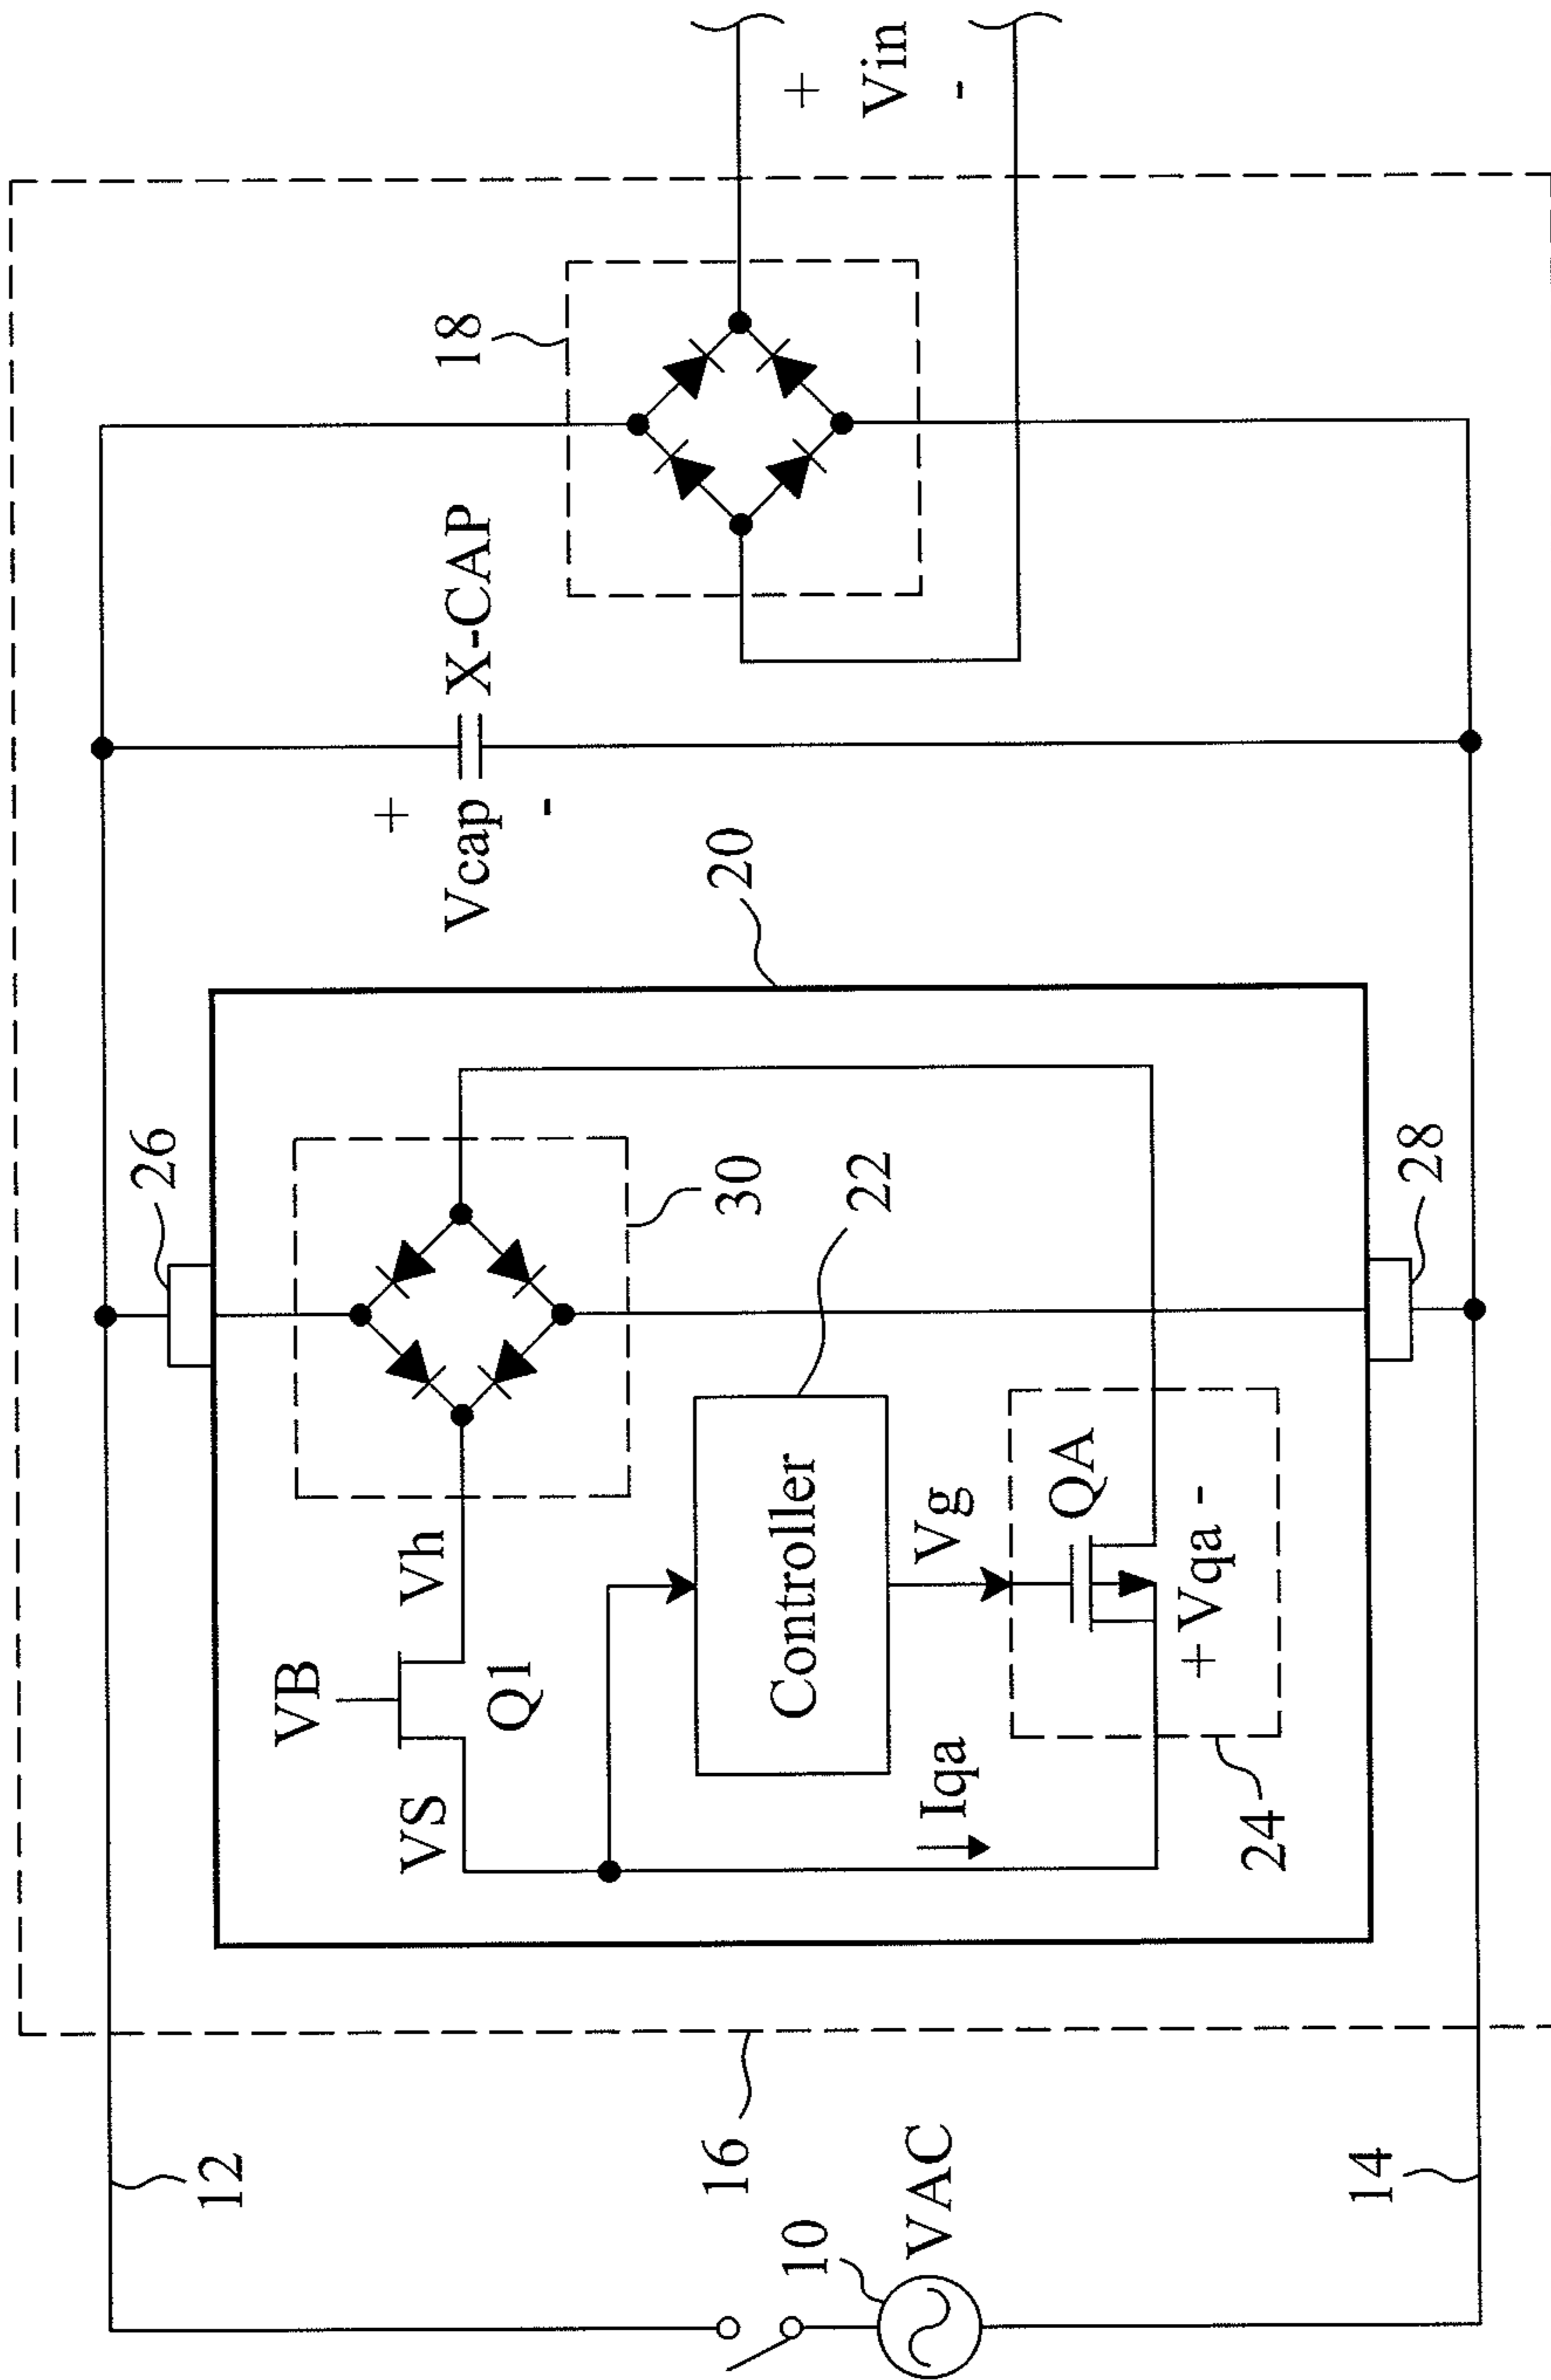 12
16
10
VAC
14
26
VB
VS
Vh
Q1
30
Controller
22
Vg
Iqa
QA
+ Vqa -
24
28
20
+
Vcap
-
X-CAP
18
+
Vin
-